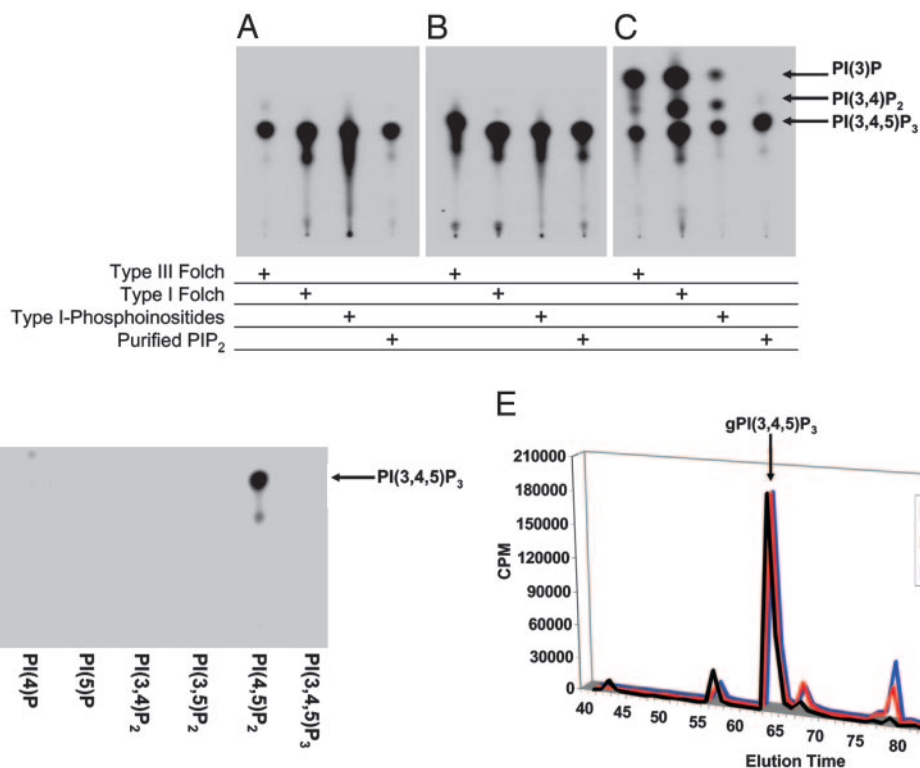 A
B
C
PI(3)P
PI(3,4)P2
PI(3,4,5)P3
Type III Folch + + +
Type I Folch + + +
Type I-Phosphoinositides + + +
Purified PIP2 + + +
PI(3,4,5)P3
PI(4)P
PI(5)P
PI(3,4)P2
PI(3,5)P2
PI(4,5)P2
PI(3,4,5)P3
E
gPI(3,4,5)P3
210000
180000
150000
120000
90000
60000
30000
0
CPM
40 45 50 55 60 65 70 75 80
Elution Time